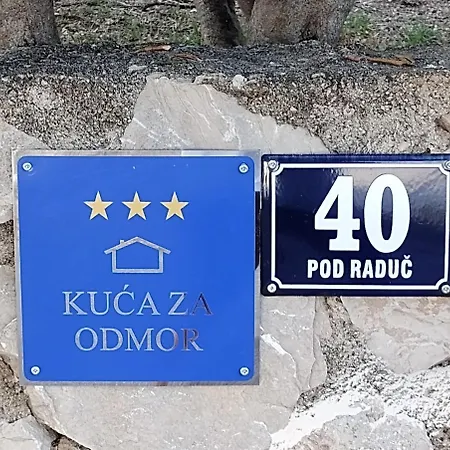 KUĆA ZA
ODMOR
40
POD RADUČ